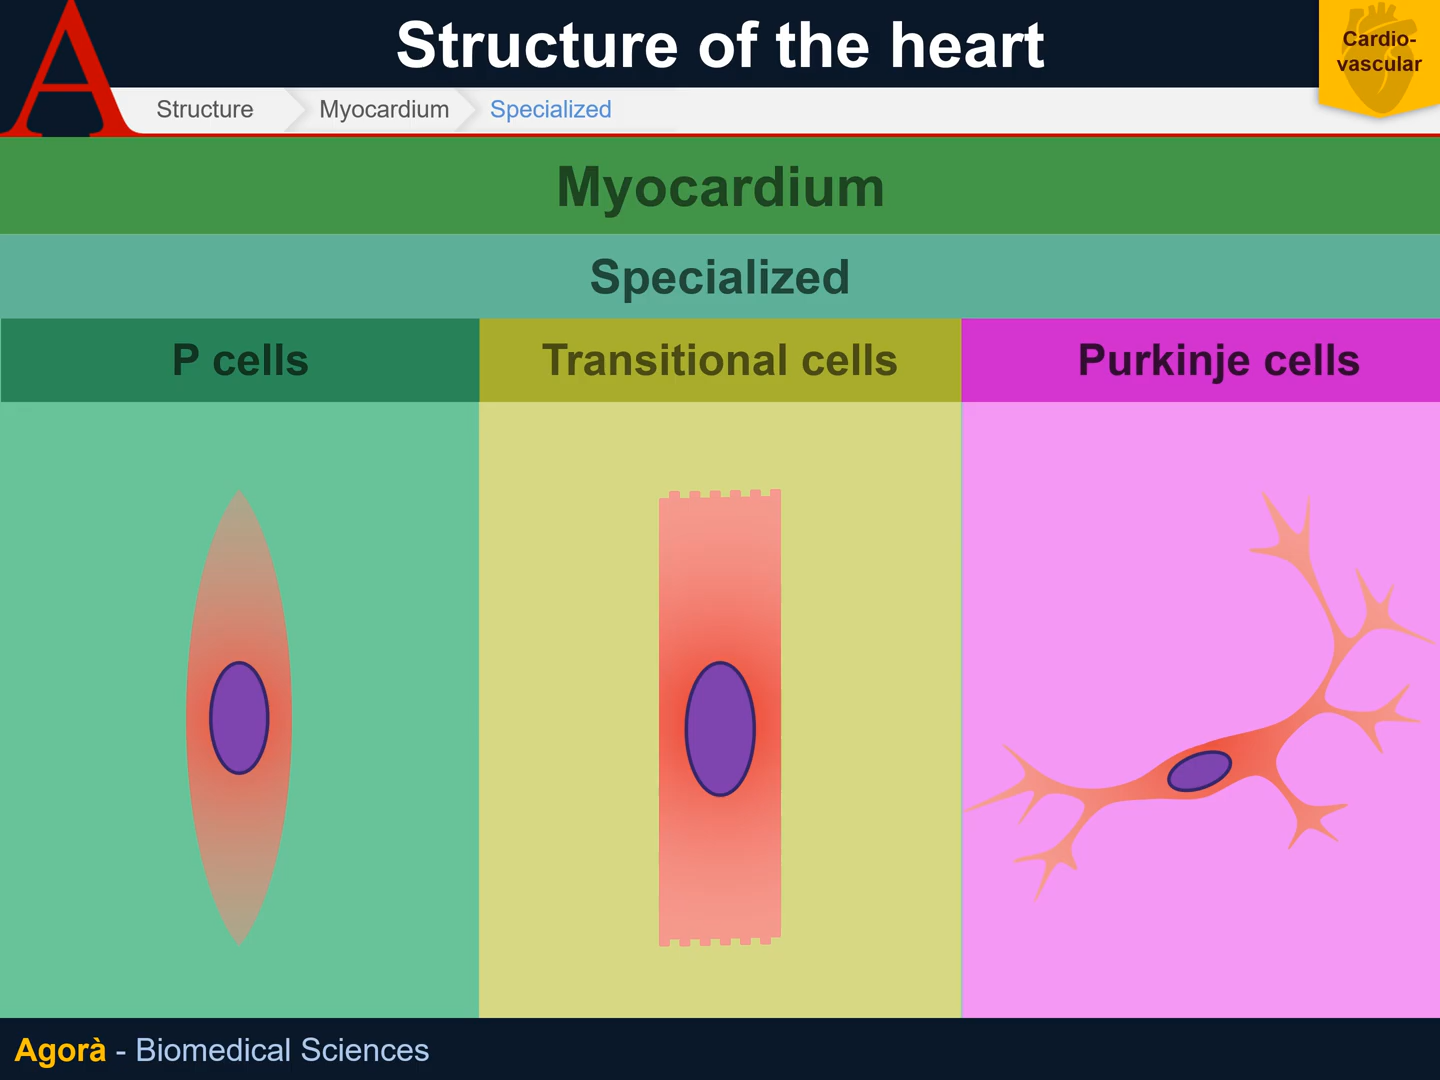 A
Structure of the heart
Cardio-
vascular
Structure
Myocardium
Specialized
Myocardium
Specialized
P cells
Transitional cells
Purkinje cells
Agorà - Biomedical Sciences